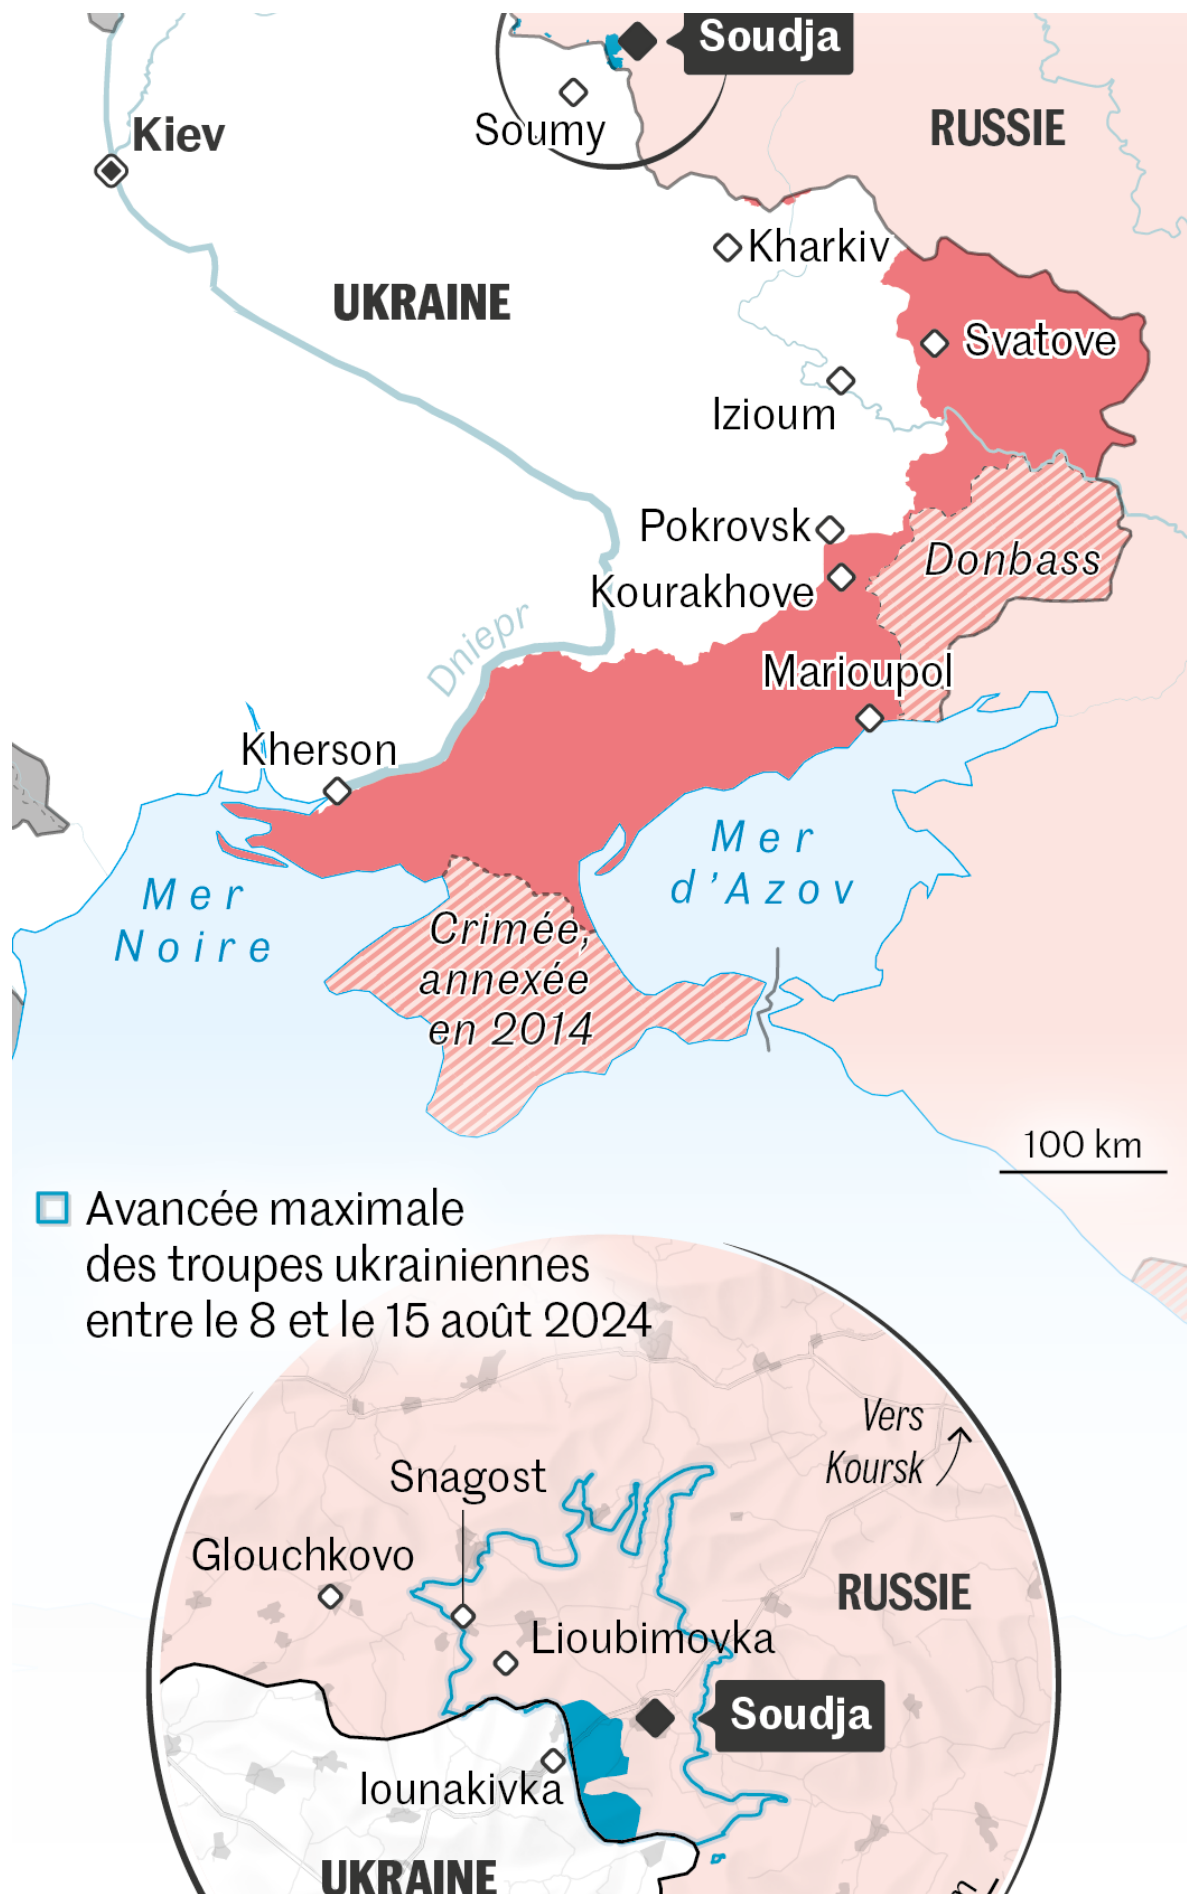 Soudja
Soumy
RUSSIE
Kiev
Kharkiv
UKRAINE
Svatove
Izioum
Pokrovsk
Donbass
Kourakhove
Dniepr
Marioupol
Kherson
Mer
d'Azov
Mer
Noire
Crimée,
annexée
en 2014
100 km
Avancée maximale
des troupes ukrainiennes
entre le 8 et le 15 août 2024
Vers
Koursk
Snagost
Glouchkovo
RUSSIE
Lioubimovka
Soudja
Iounakivka
UKRAINE